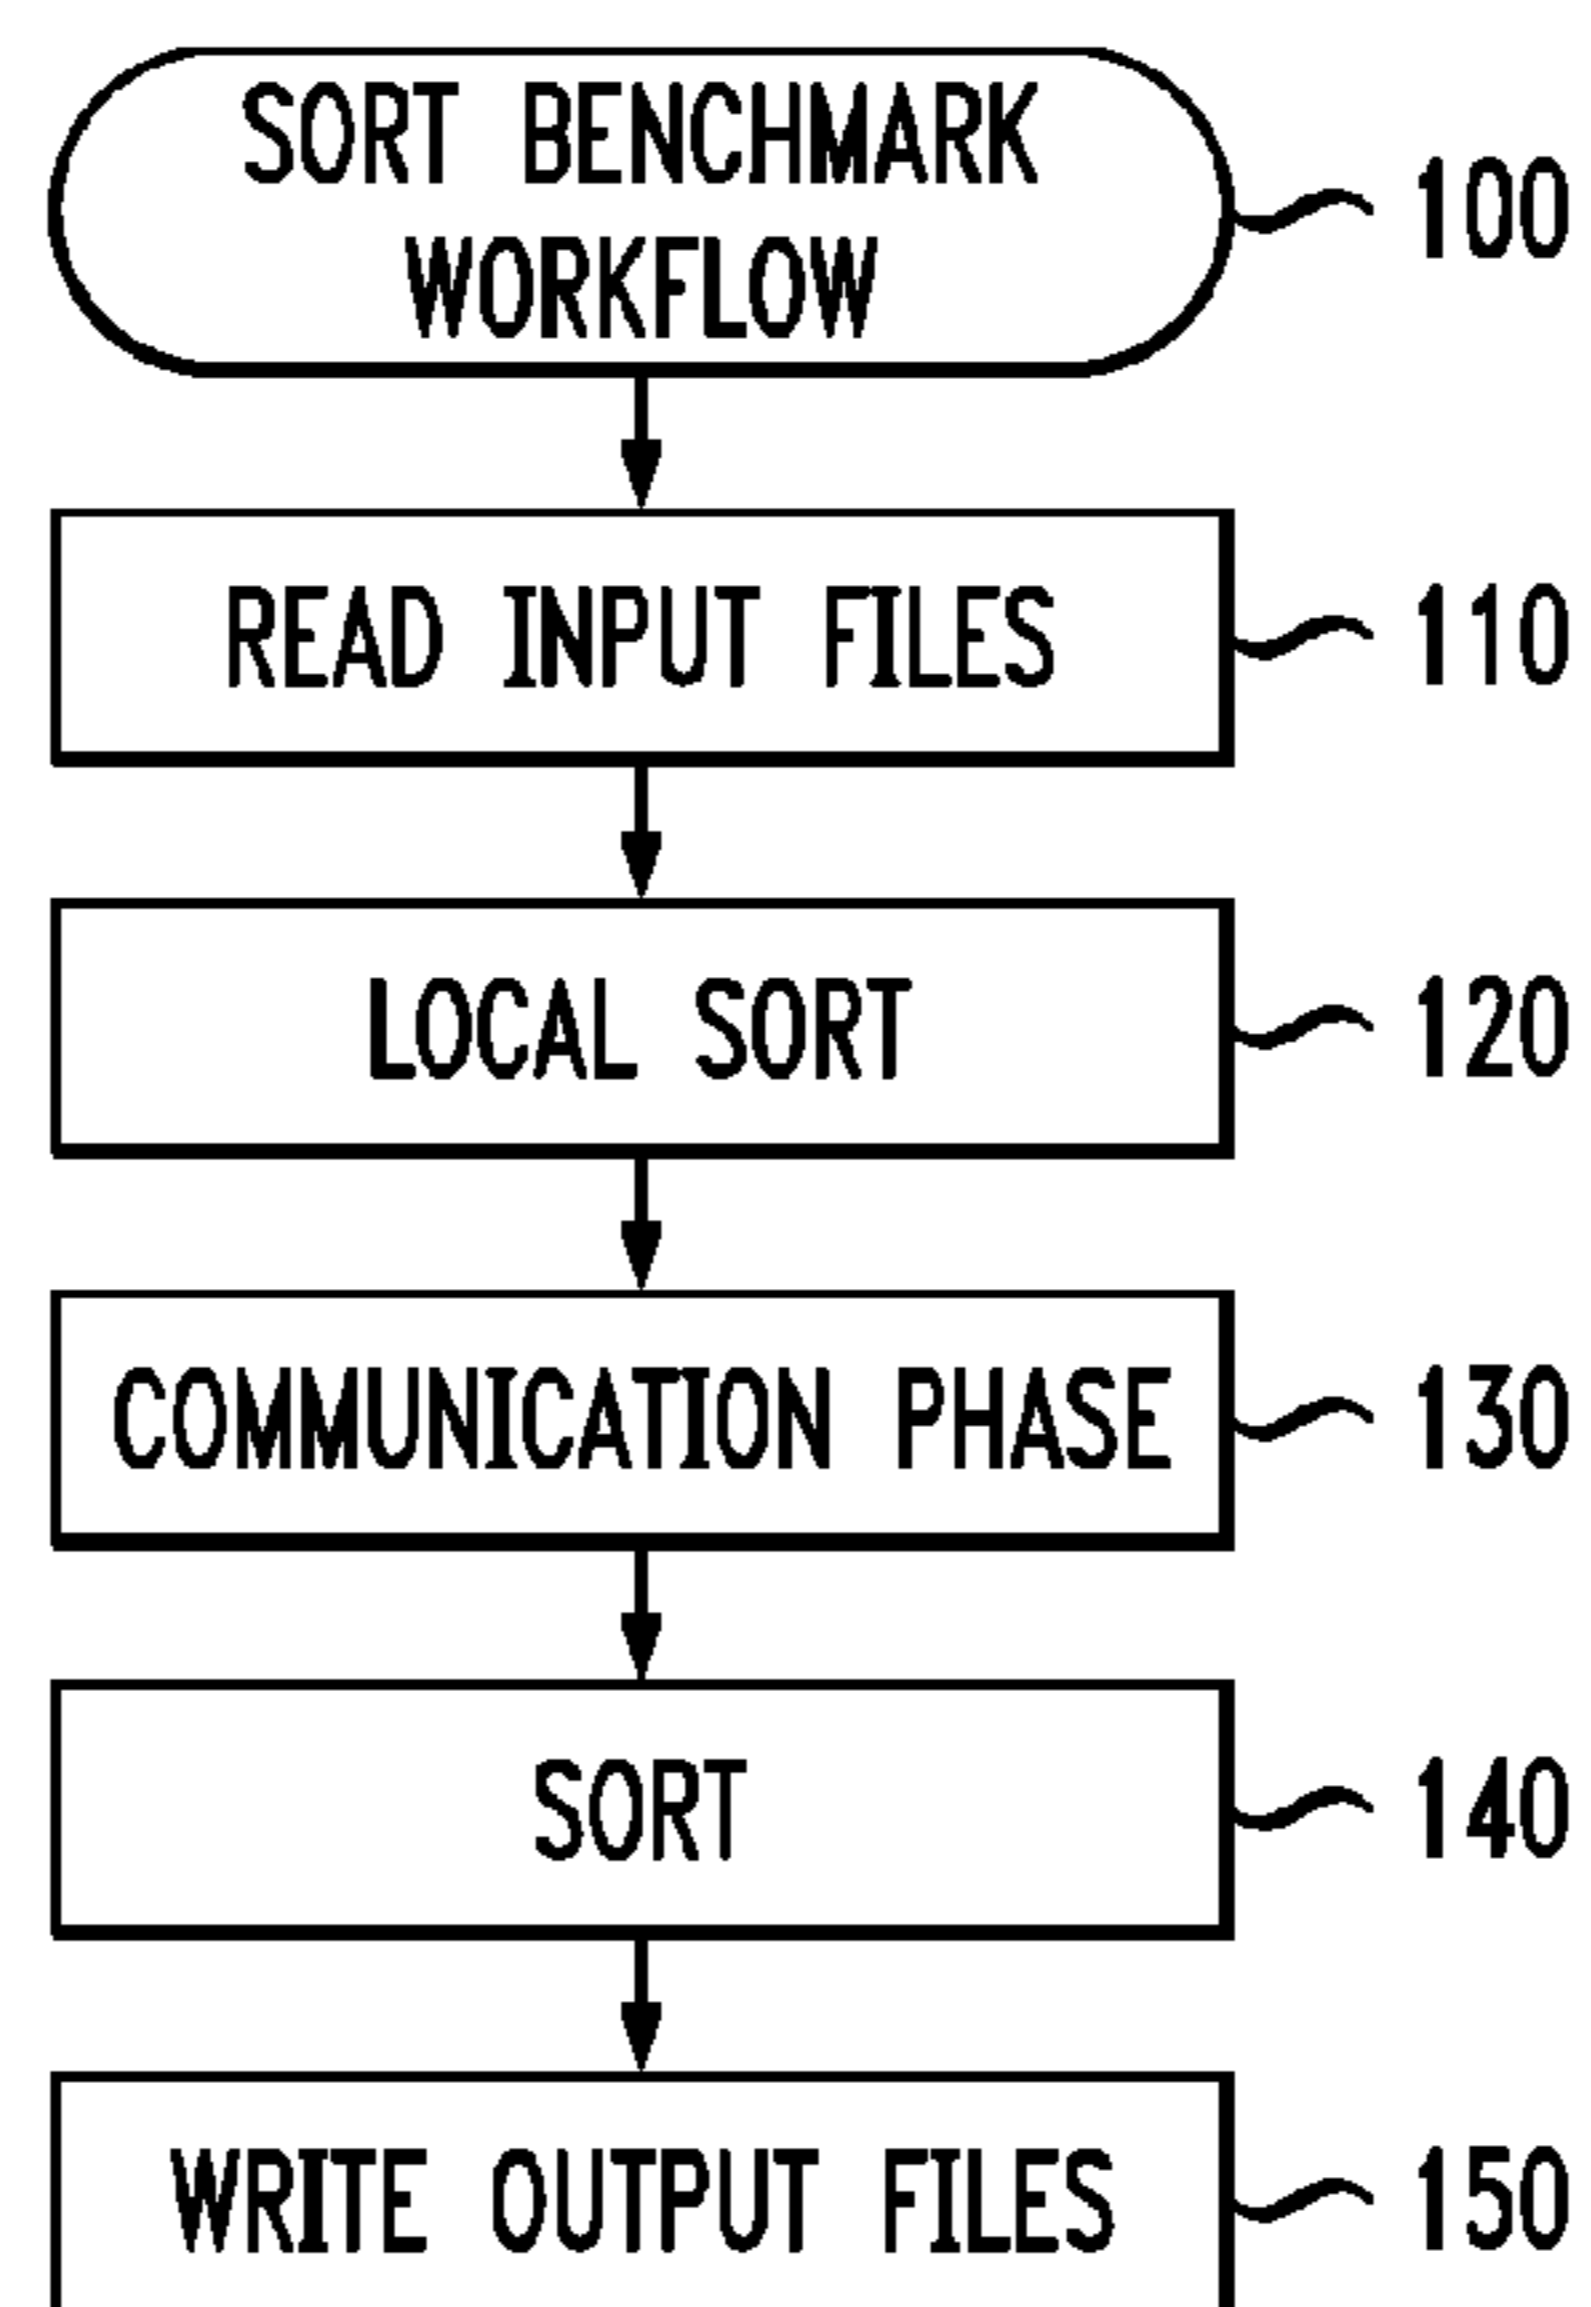 SORT BENCHMARK
WORKFLOW
100
READ INPUT FILES
110
LOCAL SORT
120
COMMUNICATION PHASE
130
SORT
140
WRITE OUTPUT FILES
150